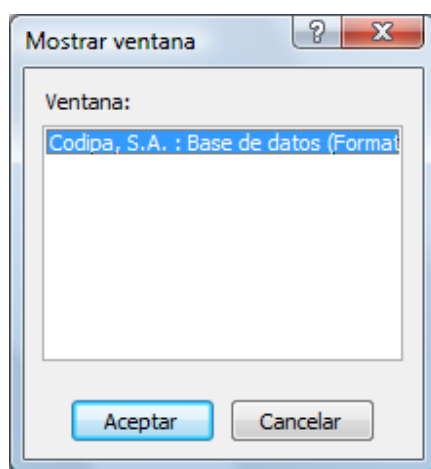 Mostrar ventana
Ventana:
Codipa, S.A. : Base de datos (Format
Aceptar Cancelar